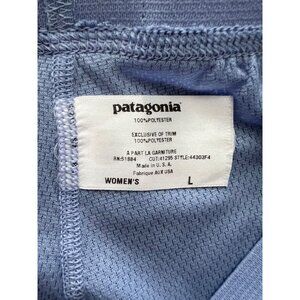 patagonia®
100%POLYESTER
EXCLUSIVE OF TRIM
100%POLYESTER
A PART LA GARNITURE
RN:51884 CUT:41295 STYLE:44303F4
Made in U.S.A.
Fabrique AUX USA
WOMEN'S L